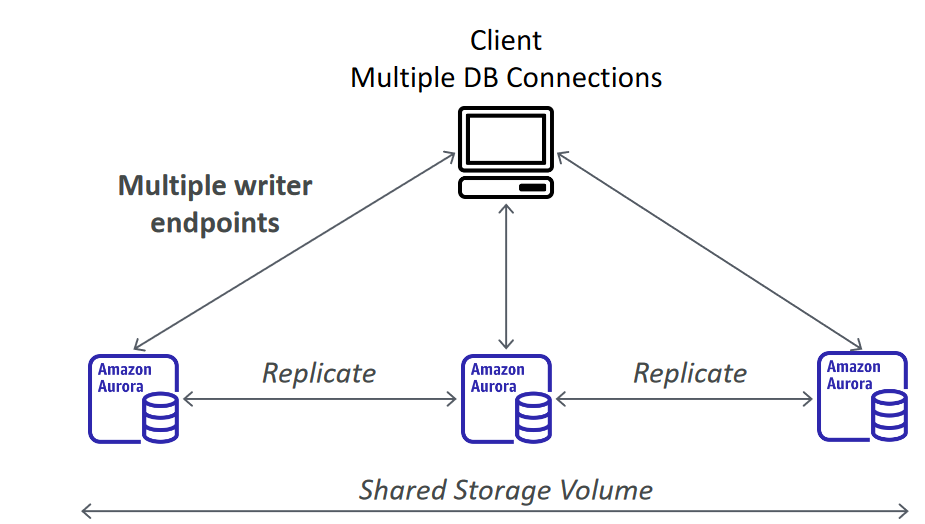 Client
Multiple DB Connections
Multiple writer
endpoints
Amazon
Aurora
Replicate
Amazon
Aurora
Replicate
Amazon
Aurora
Shared Storage Volume